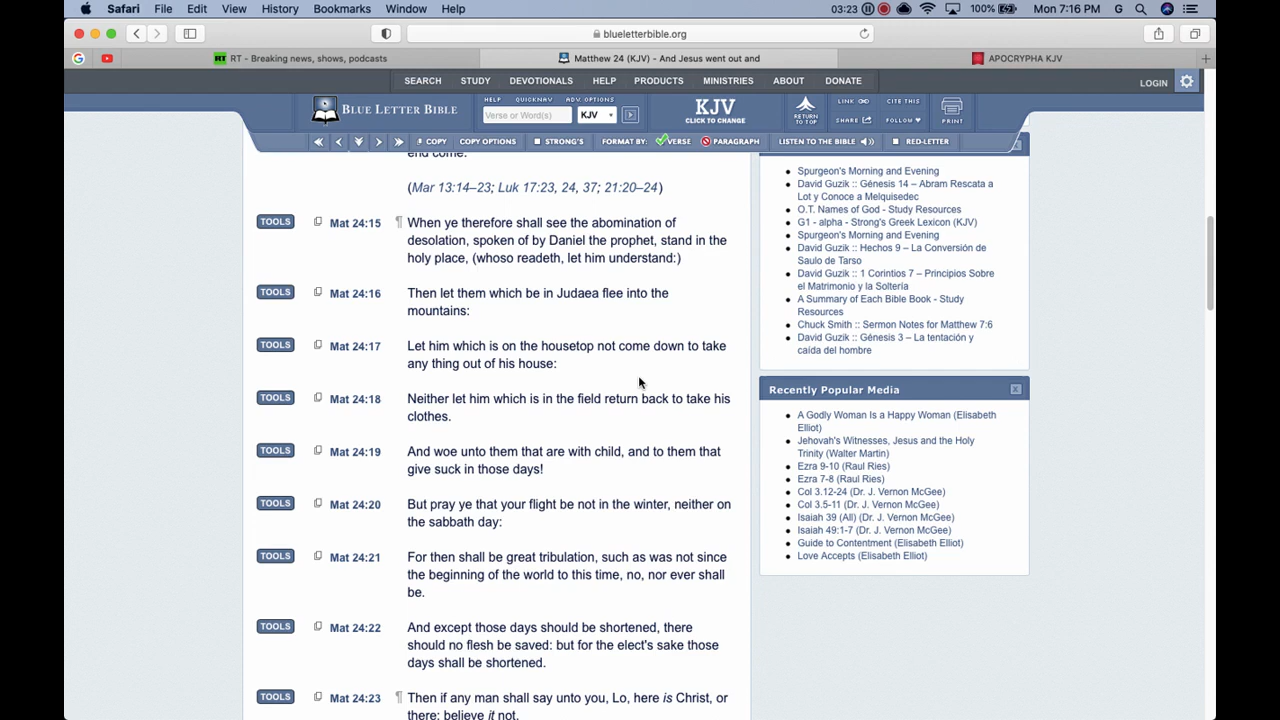 Safari File Edit View History Bookmarks Window Help 03:23 100% Mon 7:16 PM G
blueletterbible.org
RT - Breaking news, shows, podcasts
Matthew 24 (KJV) - And Jesus went out and
APOCRYPHA KJV
SEARCH STUDY DEVOTIONALS HELP PRODUCTS MINISTRIES ABOUT DONATE LOGIN
BLUE LETTER BIBLE
HELP QUICKNAV ADV. OPTIONS
Verse or Word(s) KJV
KJV
CLICK TO CHANGE
RETURN
TO TOP
LINK CITE THIS
SHARE FOLLOW
PRINT
COPY COPY OPTIONS STRONG'S FORMAT BY: VERSE PARAGRAPH LISTEN TO THE BIBLE RED-LETTER
end come.
(Mar 13:14–23; Luk 17:23, 24, 37; 21:20–24)
TOOLS Mat 24:15 ¶ When ye therefore shall see the abomination of
desolation, spoken of by Daniel the prophet, stand in the
holy place, (whoso readeth, let him understand:)
TOOLS Mat 24:16 Then let them which be in Judaea flee into the
mountains:
TOOLS Mat 24:17 Let him which is on the housetop not come down to take
any thing out of his house:
TOOLS Mat 24:18 Neither let him which is in the field return back to take his
clothes.
TOOLS Mat 24:19 And woe unto them that are with child, and to them that
give suck in those days!
TOOLS Mat 24:20 But pray ye that your flight be not in the winter, neither on
the sabbath day:
TOOLS Mat 24:21 For then shall be great tribulation, such as was not since
the beginning of the world to this time, no, nor ever shall
be.
TOOLS Mat 24:22 And except those days should be shortened, there
should no flesh be saved: but for the elect's sake those
days shall be shortened.
TOOLS Mat 24:23 ¶ Then if any man shall say unto you, Lo, here is Christ, or
there; believe it not.
Spurgeon's Morning and Evening
David Guzik :: Génesis 14 – Abram Rescata a
Lot y Conoce a Melquisedec
O.T. Names of God - Study Resources
G1 - alpha - Strong's Greek Lexicon (KJV)
Spurgeon's Morning and Evening
David Guzik :: Hechos 9 – La Conversión de
Saulo de Tarso
David Guzik :: 1 Corintios 7 – Principios Sobre
el Matrimonio y la Soltería
A Summary of Each Bible Book - Study
Resources
Chuck Smith :: Sermon Notes for Matthew 7:6
David Guzik :: Génesis 3 – La tentación y
caída del hombre
Recently Popular Media
A Godly Woman Is a Happy Woman (Elisabeth
Elliot)
Jehovah's Witnesses, Jesus and the Holy
Trinity (Walter Martin)
Ezra 9-10 (Raul Ries)
Ezra 7-8 (Raul Ries)
Col 3.12-24 (Dr. J. Vernon McGee)
Col 3.5-11 (Dr. J. Vernon McGee)
Isaiah 39 (All) (Dr. J. Vernon McGee)
Isaiah 49:1-7 (Dr. J. Vernon McGee)
Guide to Contentment (Elisabeth Elliot)
Love Accepts (Elisabeth Elliot)